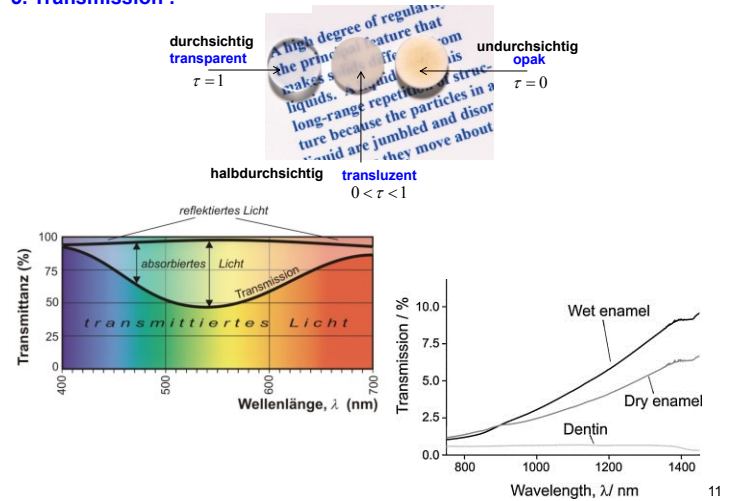 3. Transmission :
durchsichtig
transparent
τ = 1
A high degree of regularity
the principal feature that
makes s differ from
liquids. A liquid is
long-range repetition of struc-
ture because the particles in a
liquid are jumbled and disor
they move about
undurchsichtig
opak
τ = 0
halbdurchsichtig transluzent
0 < τ < 1
reflektiertes Licht
absorbiertes Licht
Transmission
transmittiertes Licht
Transmittanz (%)
100
75
50
25
0
400 500 600 700
Wellenlänge, λ (nm)
Transmission / %
10.0
7.5
5.0
2.5
0.0
Wet enamel
Dry enamel
Dentin
800 1000 1200 1400
Wavelength, λ/ nm
11